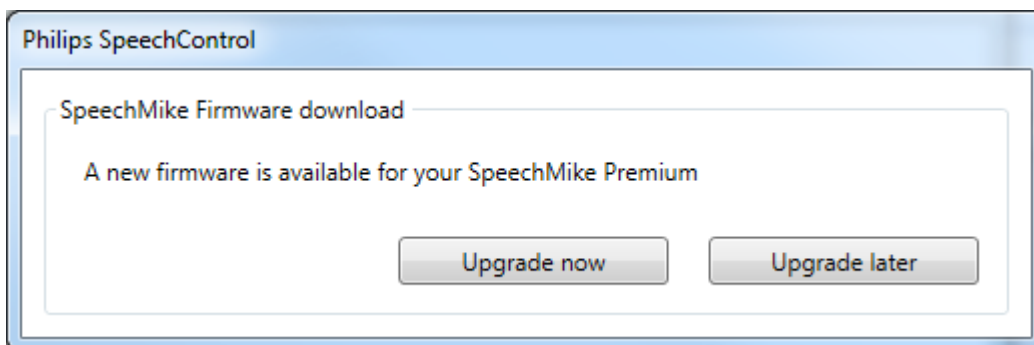 Philips SpeechControl
SpeechMike Firmware download
A new firmware is available for your SpeechMike Premium
Upgrade now Upgrade later